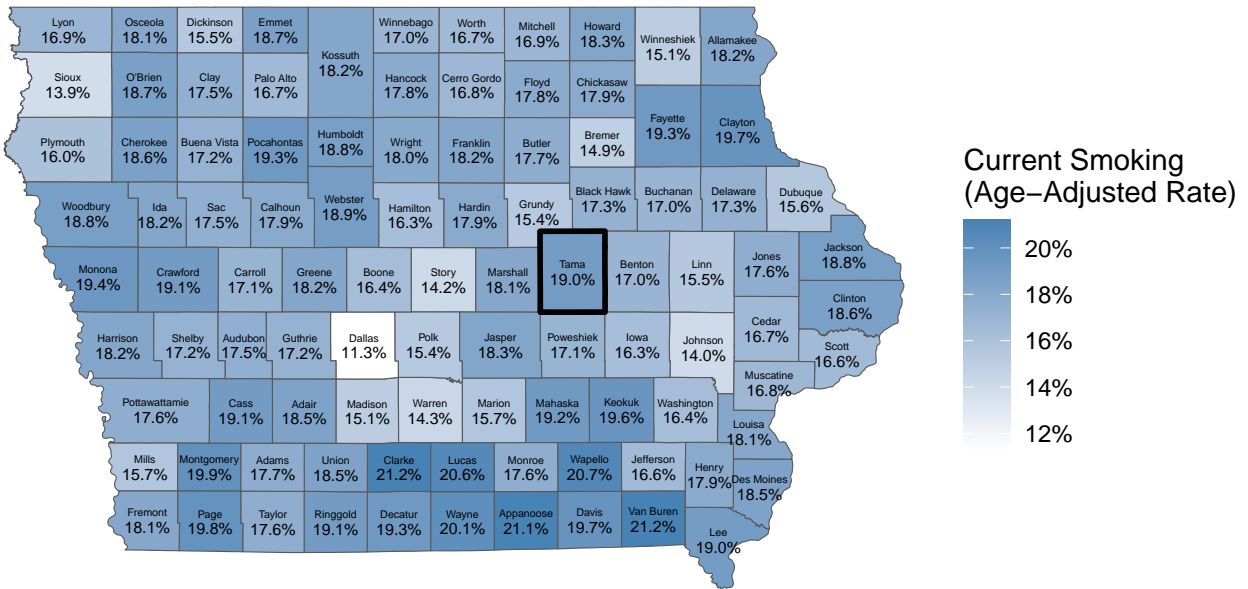 Lyon
16.9%
Osceola
18.1%
Dickinson
15.5%
Emmet
18.7%
Kossuth
18.2%
Winnebago
17.0%
Worth
16.7%
Mitchell
16.9%
Howard
18.3%
Winneshiek
15.1%
Allamakee
18.2%
Sioux
13.9%
O'Brien
18.7%
Clay
17.5%
Palo Alto
16.7%
Hancock
17.8%
Cerro Gordo
16.8%
Floyd
17.8%
Chickasaw
17.9%
Fayette
19.3%
Clayton
19.7%
Plymouth
16.0%
Cherokee
18.6%
Buena Vista
17.2%
Pocahontas
19.3%
Humboldt
18.8%
Wright
18.0%
Franklin
18.2%
Butler
17.7%
Bremer
14.9%
Woodbury
18.8%
Ida
18.2%
Sac
17.5%
Calhoun
17.9%
Webster
18.9%
Hamilton
16.3%
Hardin
17.9%
Grundy
15.4%
Black Hawk
17.3%
Buchanan
17.0%
Delaware
17.3%
Dubuque
15.6%
Monona
19.4%
Crawford
19.1%
Carroll
17.1%
Greene
18.2%
Boone
16.4%
Story
14.2%
Marshall
18.1%
Tama
19.0%
Benton
17.0%
Linn
15.5%
Jones
17.6%
Jackson
18.8%
Clinton
18.6%
Harrison
18.2%
Shelby
17.2%
Audubon
17.5%
Guthrie
17.2%
Dallas
11.3%
Polk
15.4%
Jasper
18.3%
Poweshiek
17.1%
Iowa
16.3%
Johnson
14.0%
Cedar
16.7%
Scott
16.6%
Muscatine
16.8%
Pottawattamie
17.6%
Cass
19.1%
Adair
18.5%
Madison
15.1%
Warren
14.3%
Marion
15.7%
Mahaska
19.2%
Keokuk
19.6%
Washington
16.4%
Louisa
18.1%
Mills
15.7%
Montgomery
19.9%
Adams
17.7%
Union
18.5%
Clarke
21.2%
Lucas
20.6%
Monroe
17.6%
Wapello
20.7%
Jefferson
16.6%
Henry
17.9%
Des Moines
18.5%
Fremont
18.1%
Page
19.8%
Taylor
17.6%
Ringgold
19.1%
Decatur
19.3%
Wayne
20.1%
Appanoose
21.1%
Davis
19.7%
Van Buren
21.2%
Lee
19.0%
Current Smoking
(Age−Adjusted Rate)
20%
18%
16%
14%
12%